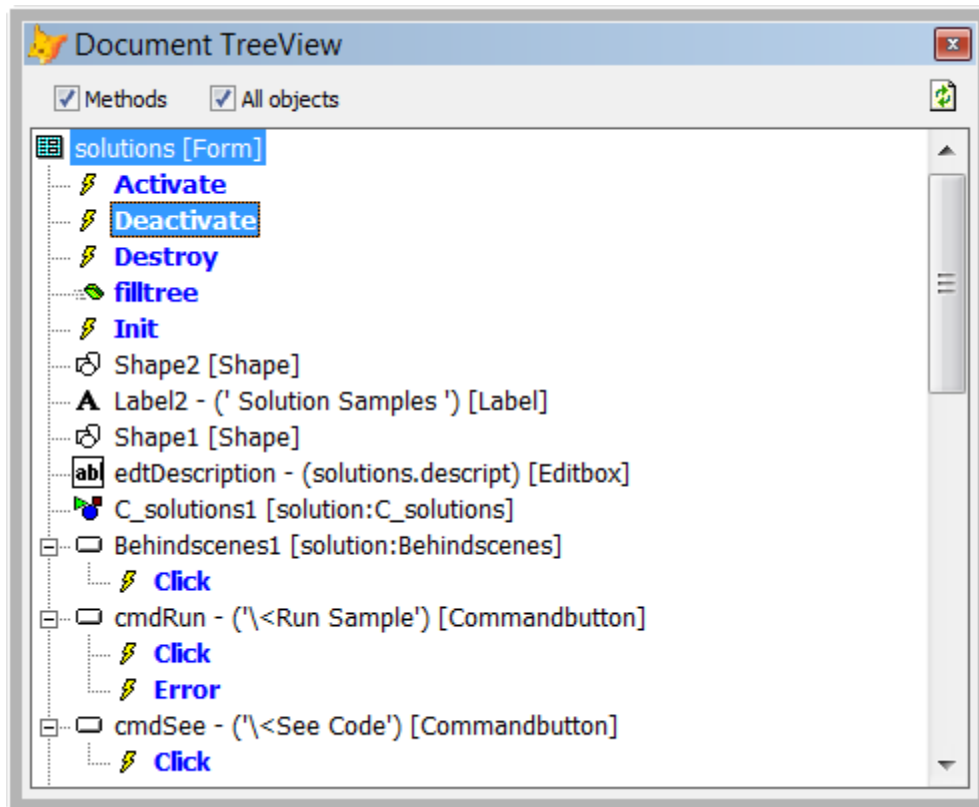 Document TreeView
Methods All objects
solutions [Form]
Activate
Deactivate
Destroy
filltree
Init
Shape2 [Shape]
A Label2 - (' Solution Samples ') [Label]
Shape1 [Shape]
ab edtDescription - (solutions.descript) [Editbox]
C_solutions1 [solution:C_solutions]
Behindscenes1 [solution:Behindscenes]
Click
cmdRun - ('\<Run Sample') [Commandbutton]
Click
Error
cmdSee - ('\<See Code') [Commandbutton]
Click